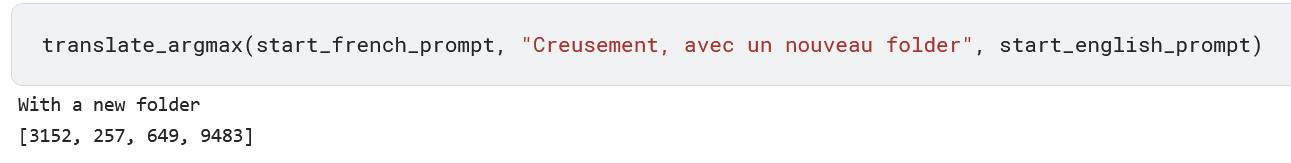 translate_argmax(start_french_prompt, "Creusement, avec un nouveau folder", start_english_prompt)
With a new folder
[3152, 257, 649, 9483]